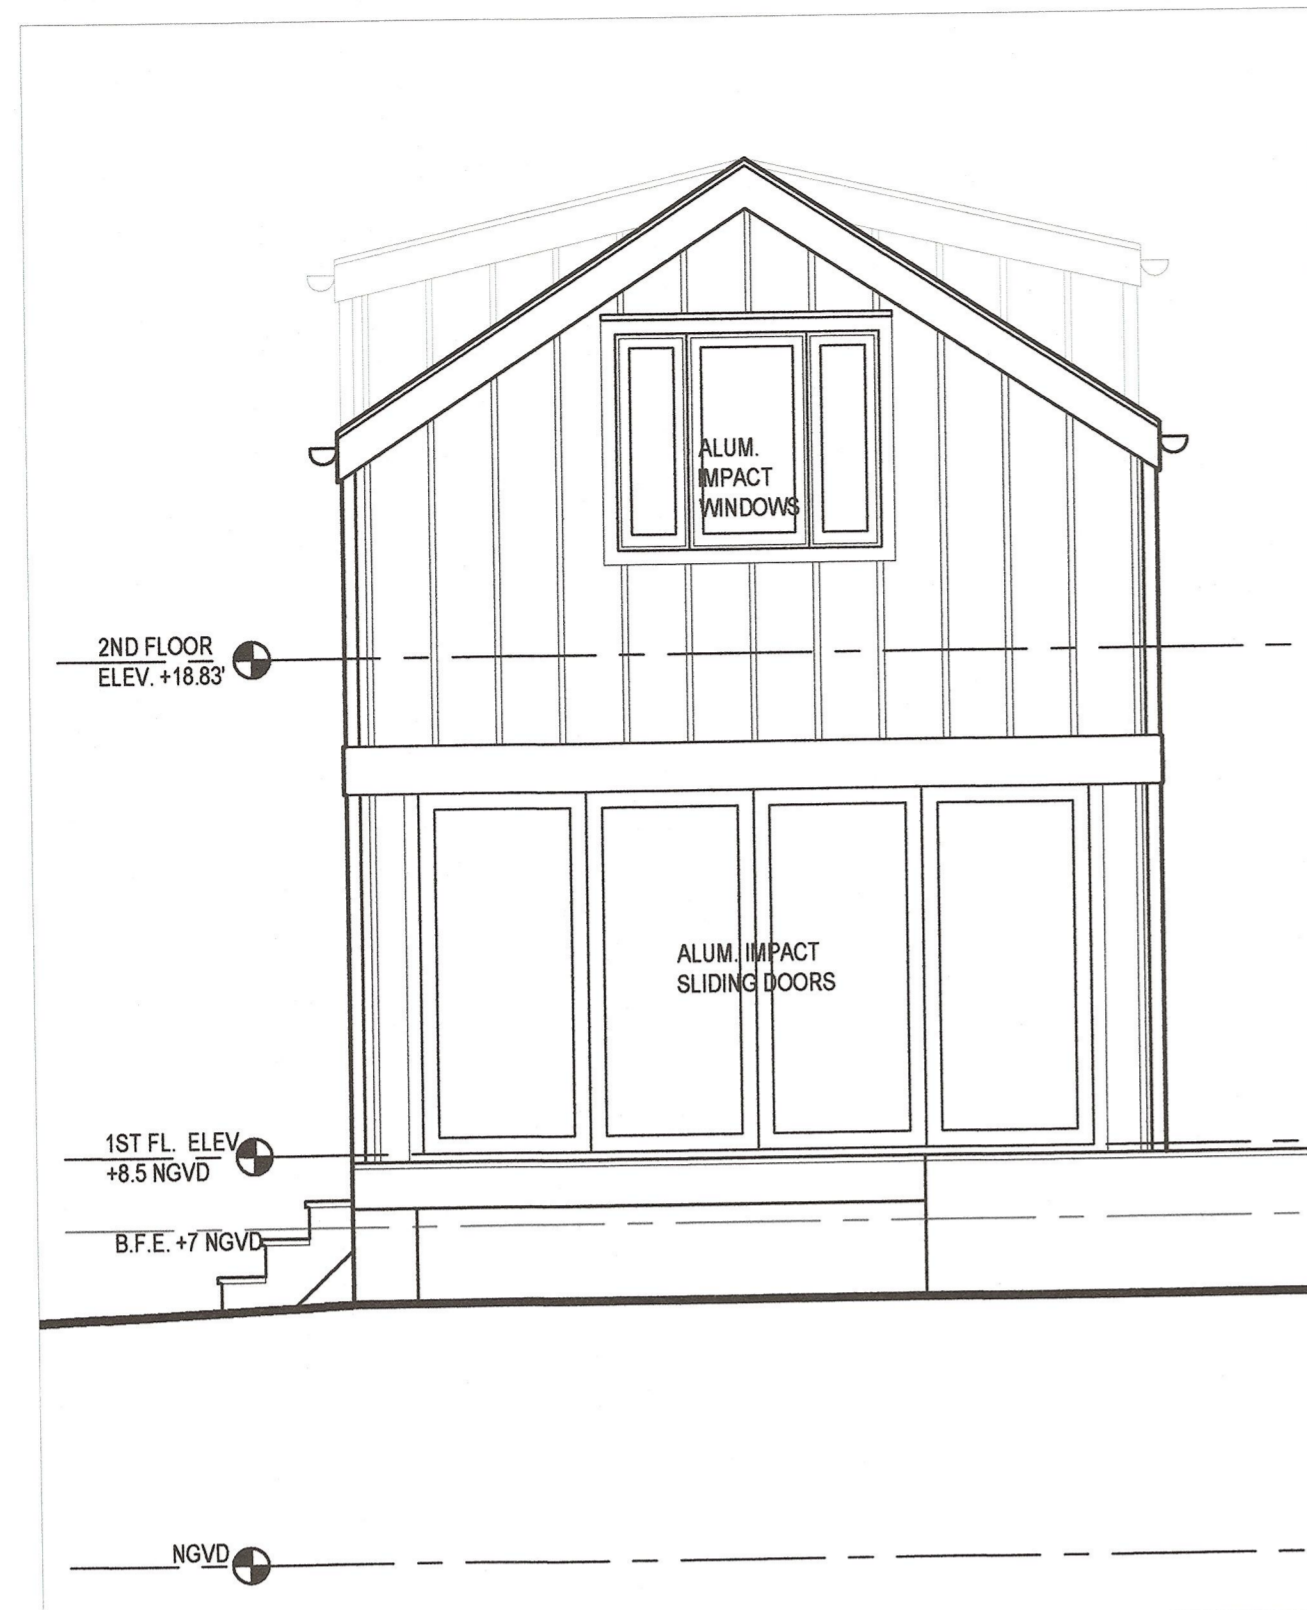 ALUM.
IMPACT
WINDOWS
2ND FLOOR
ELEV. +18.83'
ALUM. IMPACT
SLIDING DOORS
1ST FL. ELEV
+8.5 NGVD
B.F.E. +7 NGVD
NGVD